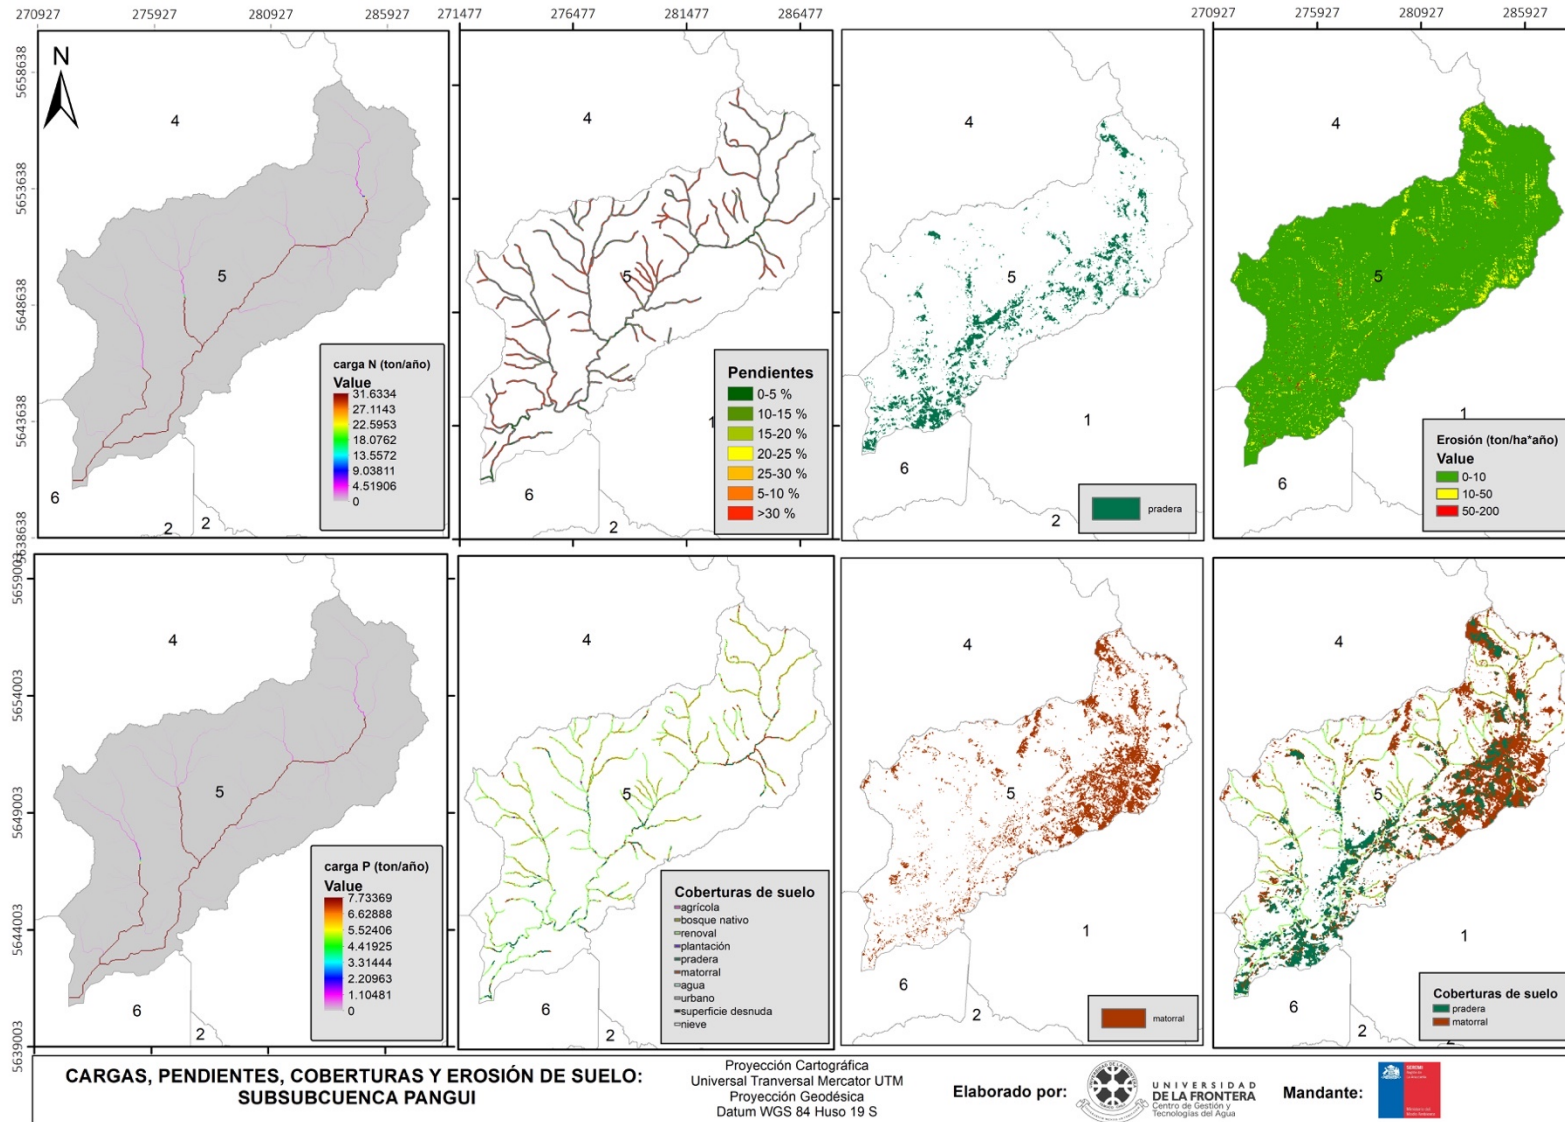 270927 275927 280927 285927 271477 276477 281477 286477 270927 275927 280927 285927
5658638
5653638
5648638
5643638
5638638
N
4
5
6
2
2
carga N (ton/año)
Value
31.6334
27.1143
22.5953
18.0762
13.5572
9.03811
4.51906
0
4
5
1
6
2
Pendientes
0-5 %
10-15 %
15-20 %
20-25 %
25-30 %
5-10 %
>30 %
4
5
1
6
2
pradera
4
5
1
6
Erosión (ton/ha*año)
Value
0-10
10-50
50-200
5659003
5654003
5649003
5644003
5639003
4
5
6
2
carga P (ton/año)
Value
7.73369
6.62888
5.52406
4.41925
3.31444
2.20963
1.10481
0
4
5
6
2
Coberturas de suelo
agrícola
bosque nativo
renoval
plantación
pradera
matorral
agua
urbano
superficie desnuda
nieve
4
5
1
6
2
matorral
4
5
1
6
2
Coberturas de suelo
pradera
matorral
CARGAS, PENDIENTES, COBERTURAS Y EROSIÓN DE SUELO:
SUBSUBCUENCA PANGUI
Proyección Cartográfica
Universal Tranversal Mercator UTM
Proyección Geodésica
Datum WGS 84 Huso 19 S
Elaborado por:
UNIVERSIDAD
DE LA FRONTERA
Centro de Gestión y
Tecnologías del Agua
Mandante: